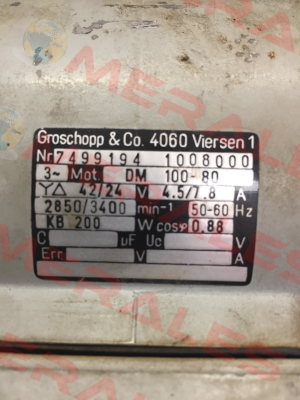 Groschopp & Co. 4060 Viersen 1
Nr 7499194 1008000
3~ Mot. DM 100-80
Y△ 42/24 V 4.5/7.8 A
2850/3400 min-1 50-60 Hz
KB 200 W cosφ 0,88
C uF Uc V
Err. V A
MERALES